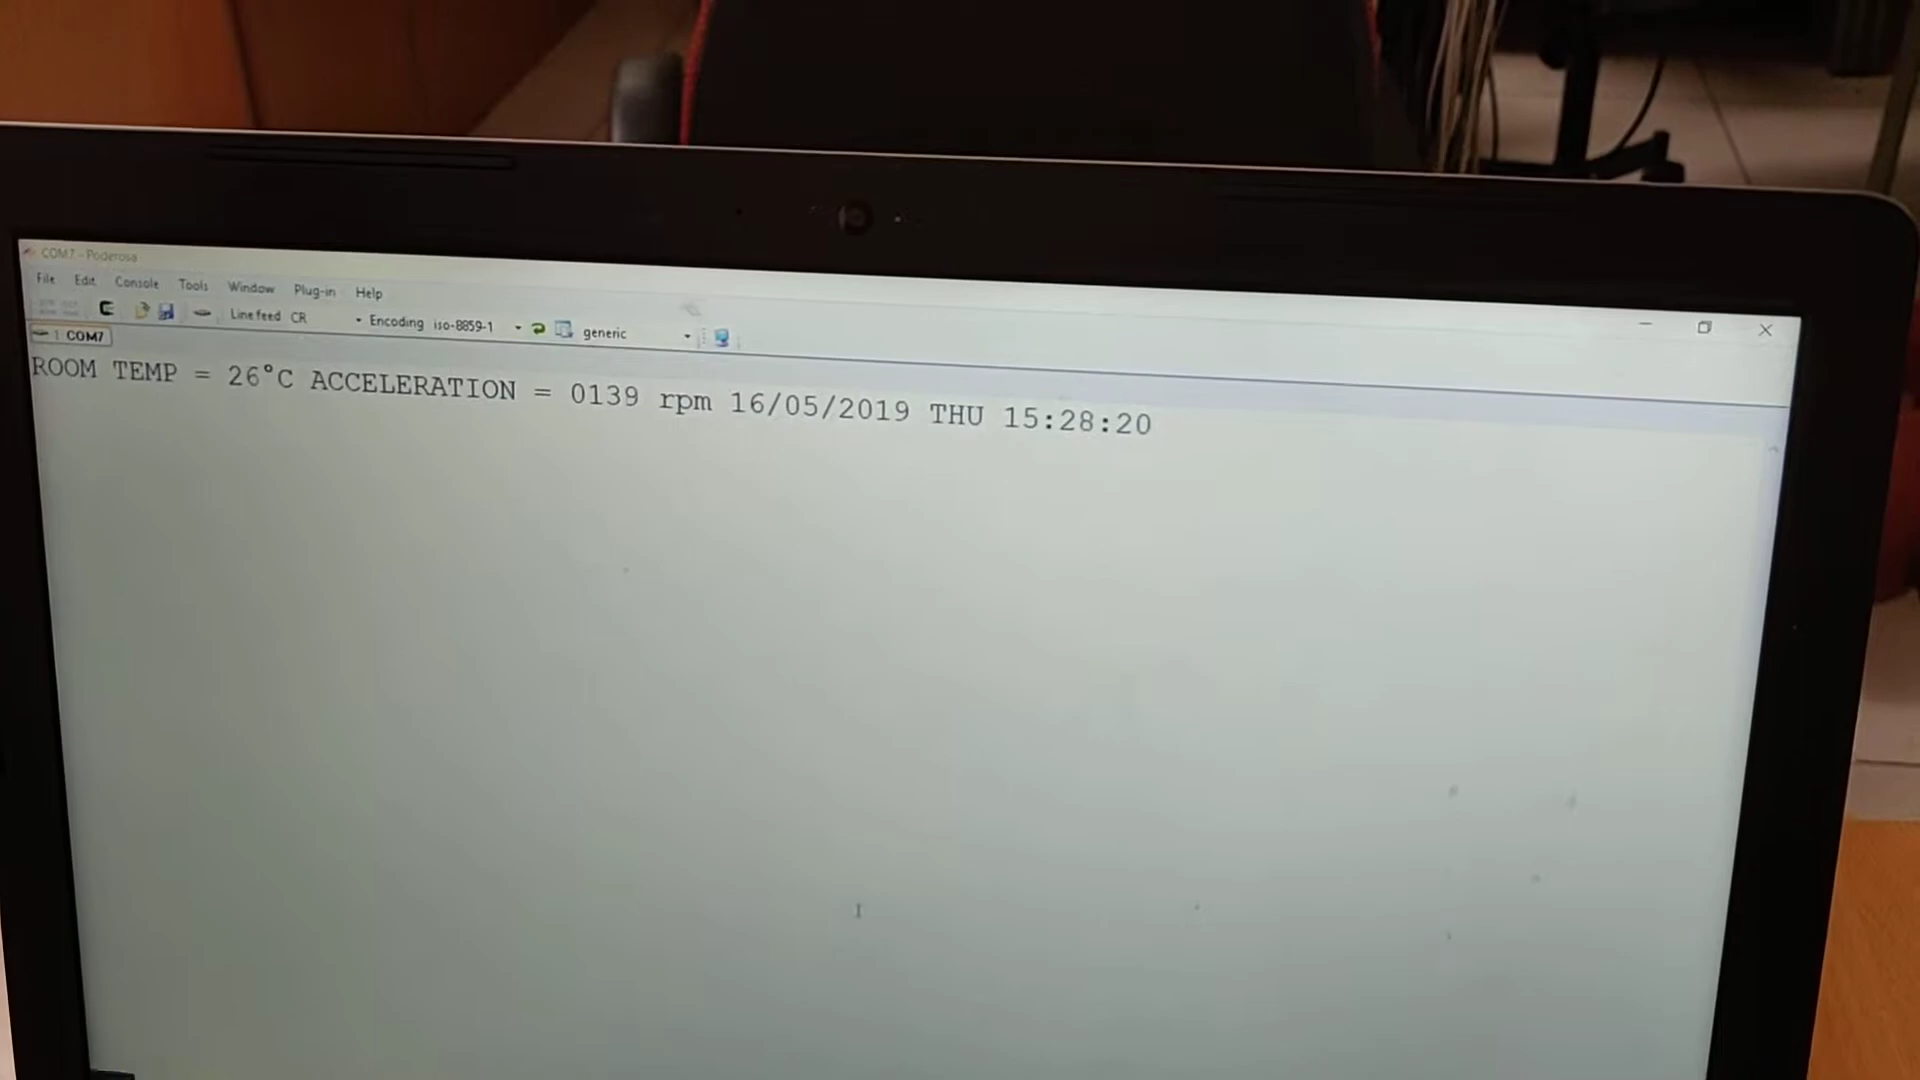 COM7 - Poderosa
File Edit Console Tools Window Plug-in Help
Line feed CR Encoding iso-8859-1 generic
1 COM7
ROOM TEMP = 26°C ACCELERATION = 0139 rpm 16/05/2019 THU 15:28:20